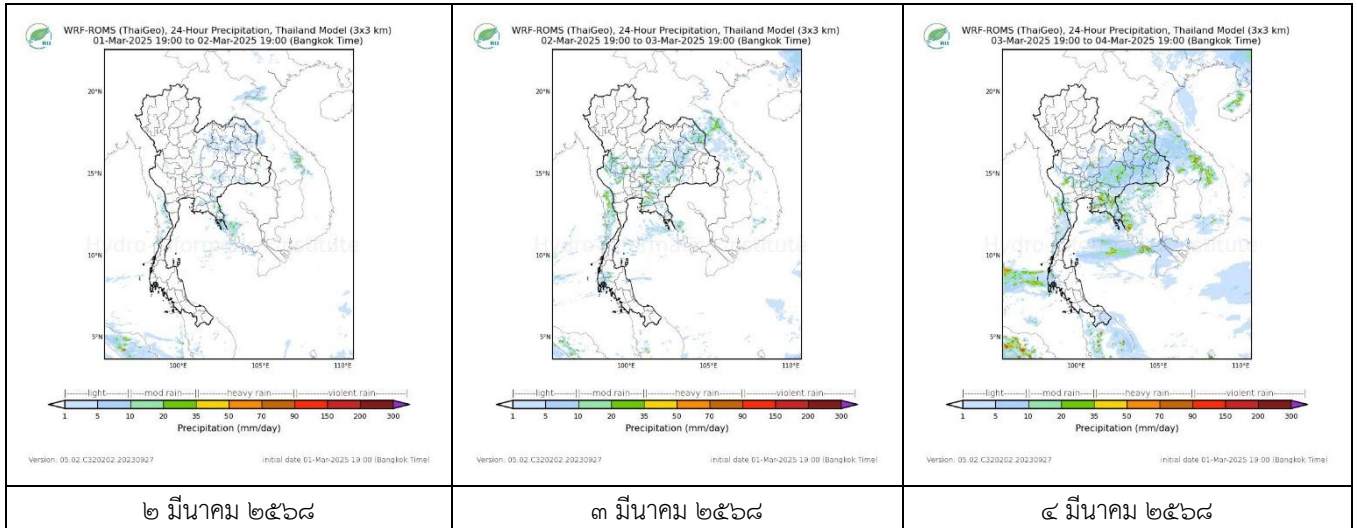 WRF-ROMS (ThaiGeo), 24-Hour Precipitation, Thailand Model (3x3 km)
01-Mar-2025 19:00 to 02-Mar-2025 19:00 (Bangkok Time)
20°N
15°N
10°N
5°N
100°E
105°E
110°E
light
mod rain
heavy rain
violent rain
1 5 10 20 35 50 70 90 150 200 300
Precipitation (mm/day)
Version: 05.02.C320202.20230927
initial date 01-Mar-2025 19:00 (Bangkok Time)
๒ มีนาคม ๒๕๖๘
WRF-ROMS (ThaiGeo), 24-Hour Precipitation, Thailand Model (3x3 km)
02-Mar-2025 19:00 to 03-Mar-2025 19:00 (Bangkok Time)
20°N
15°N
10°N
5°N
100°E
105°E
110°E
light
mod rain
heavy rain
violent rain
1 5 10 20 35 50 70 90 150 200 300
Precipitation (mm/day)
Version: 05.02.C320202.20230927
initial date 01-Mar-2025 19:00 (Bangkok Time)
๓ มีนาคม ๒๕๖๘
WRF-ROMS (ThaiGeo), 24-Hour Precipitation, Thailand Model (3x3 km)
03-Mar-2025 19:00 to 04-Mar-2025 19:00 (Bangkok Time)
20°N
15°N
10°N
5°N
100°E
105°E
110°E
light
mod rain
heavy rain
violent rain
1 5 10 20 35 50 70 90 150 200 300
Precipitation (mm/day)
Version: 05.02.C320202.20230927
initial date 01-Mar-2025 19:00 (Bangkok Time)
๔ มีนาคม ๒๕๖๘